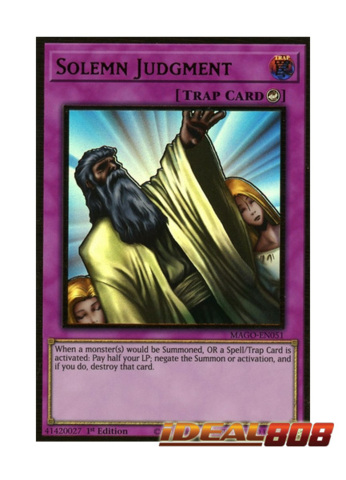 Solemn Judgment
TRAP
[Trap Card]
MAGO-EN051
When a monster(s) would be Summoned, OR a Spell/Trap Card is
activated: Pay half your LP; negate the Summon or activation, and
if you do, destroy that card.
41420027 1st Edition
IDEAL808